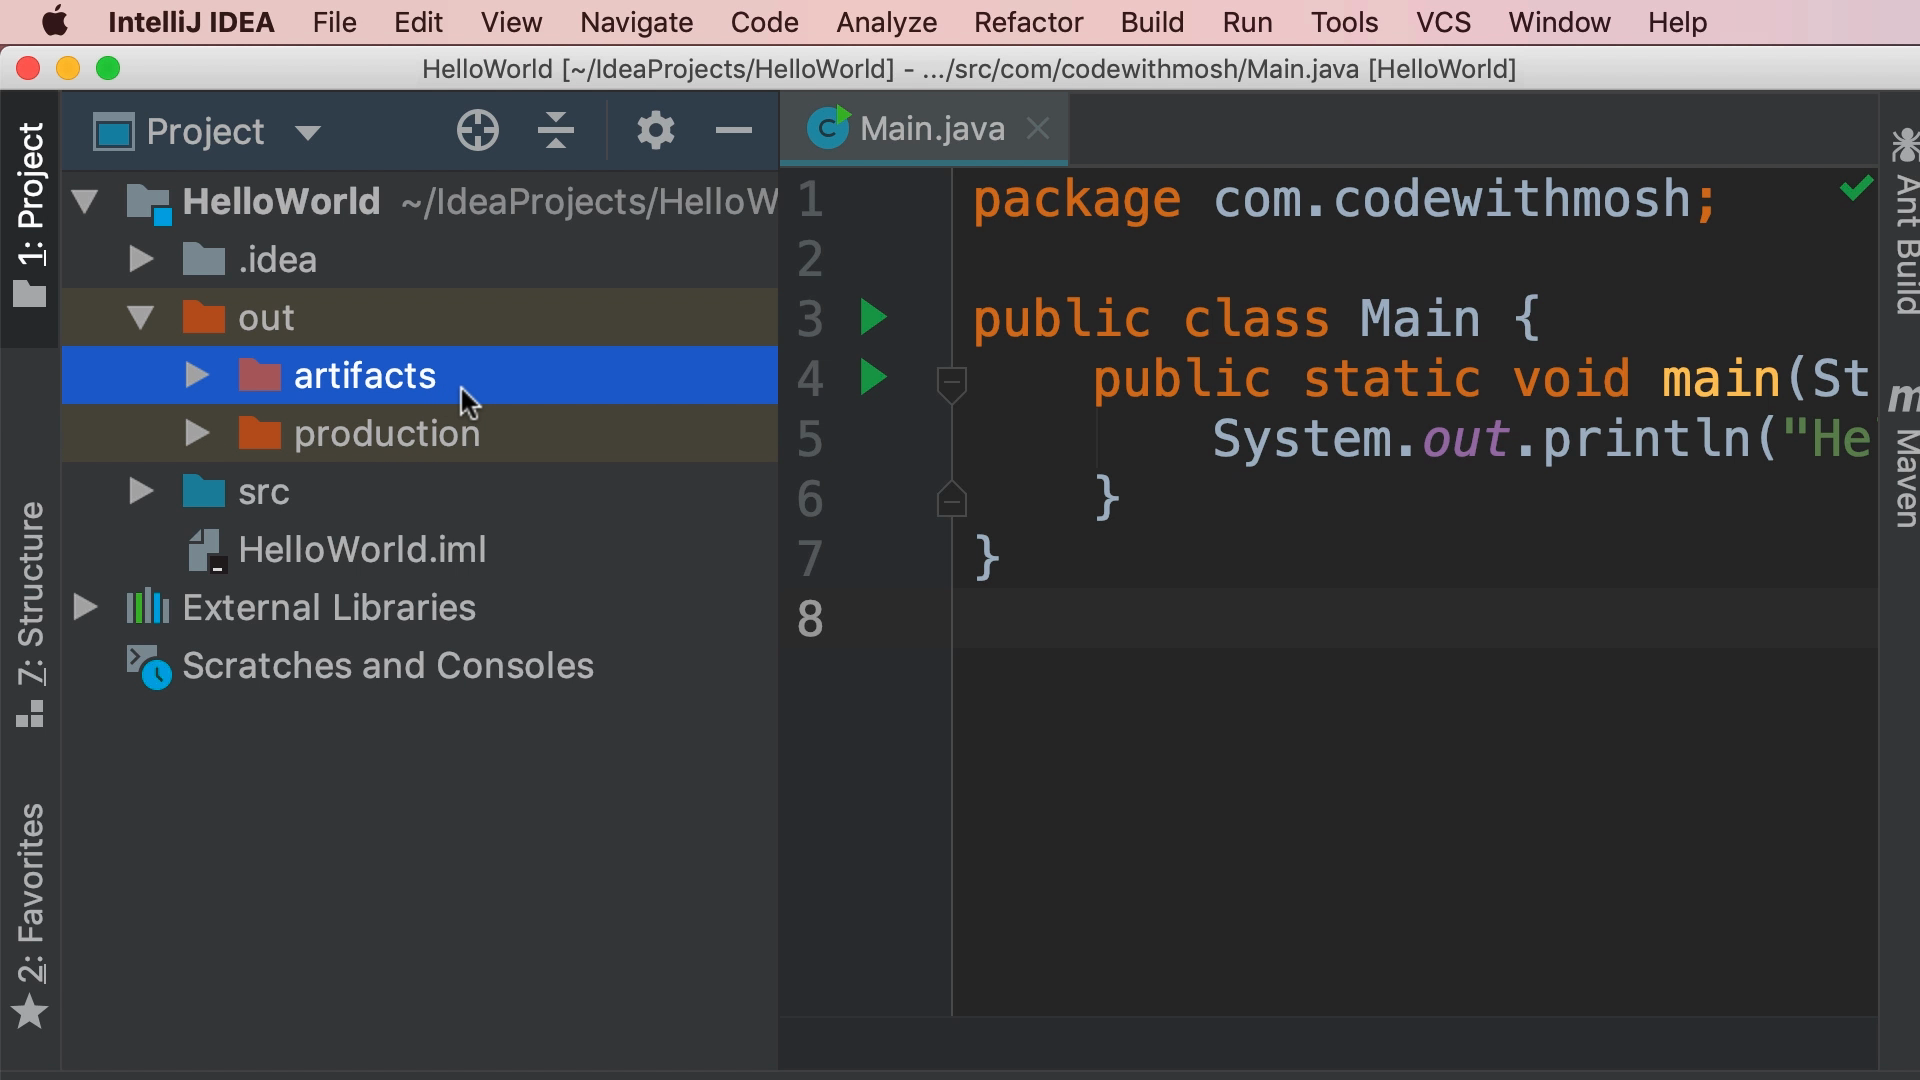 IntelliJ IDEA File Edit View Navigate Code Analyze Refactor Build Run Tools VCS Window Help
HelloWorld [~/IdeaProjects/HelloWorld] - .../src/com/codewithmosh/Main.java [HelloWorld]
1: Project
7: Structure
2: Favorites
Project
HelloWorld ~/IdeaProjects/HelloW
.idea
out
artifacts
production
src
HelloWorld.iml
External Libraries
Scratches and Consoles
Main.java
1 package com.codewithmosh;
2
3 public class Main {
4 public static void main(St
5 System.out.println("He
6 }
7 }
8
Ant Build
m Maven